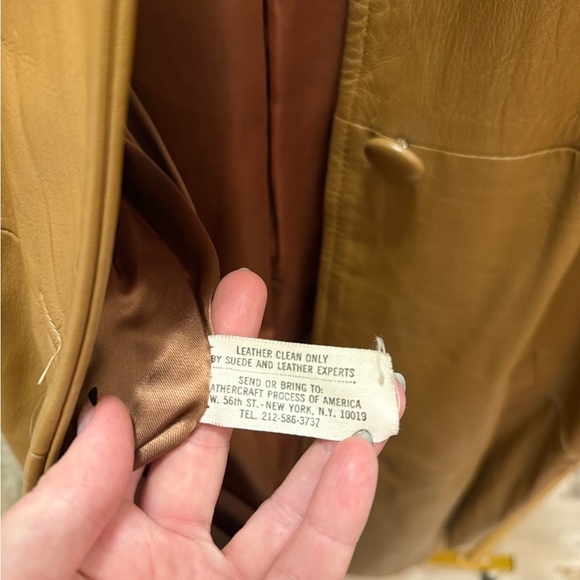 LEATHER CLEAN ONLY
BY SUEDE AND LEATHER EXPERTS
SEND OR BRING TO:
ATHERCRAFT PROCESS OF AMERICA
W. 56th ST. - NEW YORK, N.Y. 10019
TEL. 212-586-3737